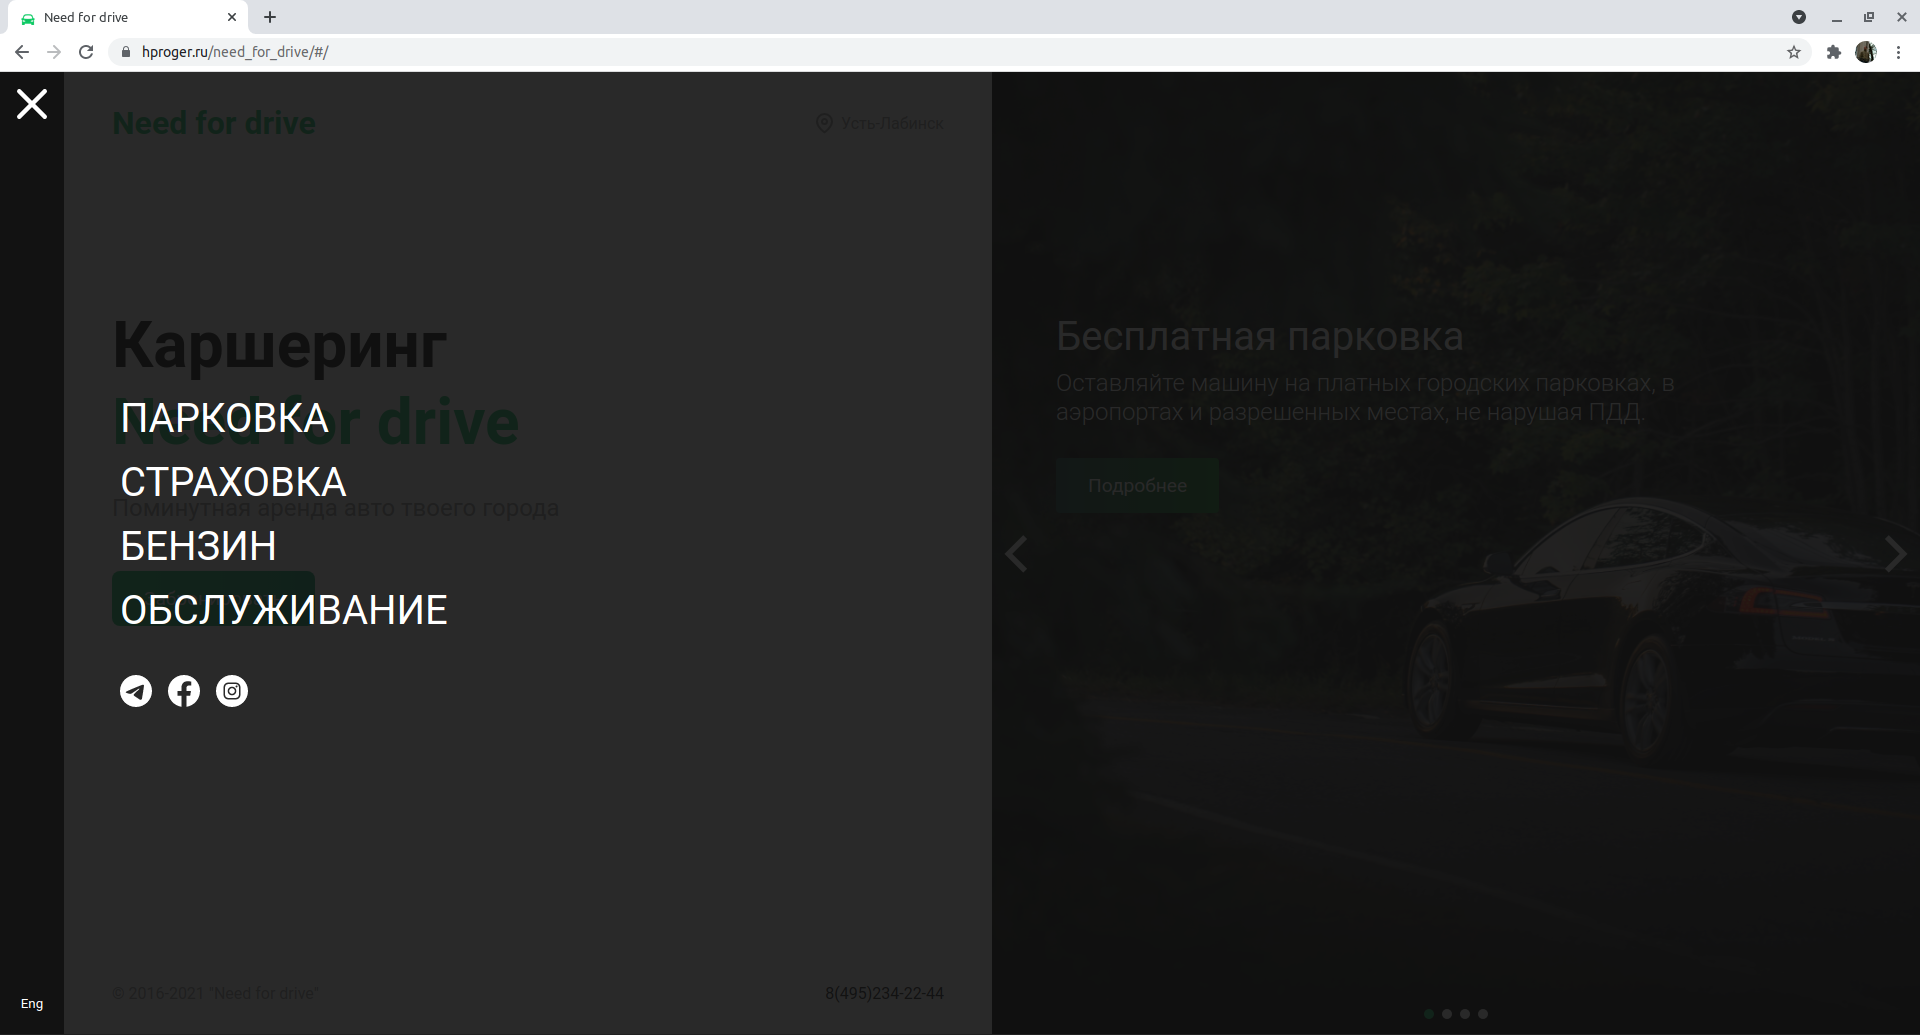 Need for drive
hproger.ru/need_for_drive/#/
Need for drive
Усть-Лабинск
Каршеринг
Need for drive
Поминутная аренда авто твоего города
ПАРКОВКА
СТРАХОВКА
БЕНЗИН
ОБСЛУЖИВАНИЕ
Бесплатная парковка
Оставляйте машину на платных городских парковках, в
аэропортах и разрешенных местах, не нарушая ПДД.
Подробнее
© 2016-2021 "Need for drive"
8(495)234-22-44
Eng